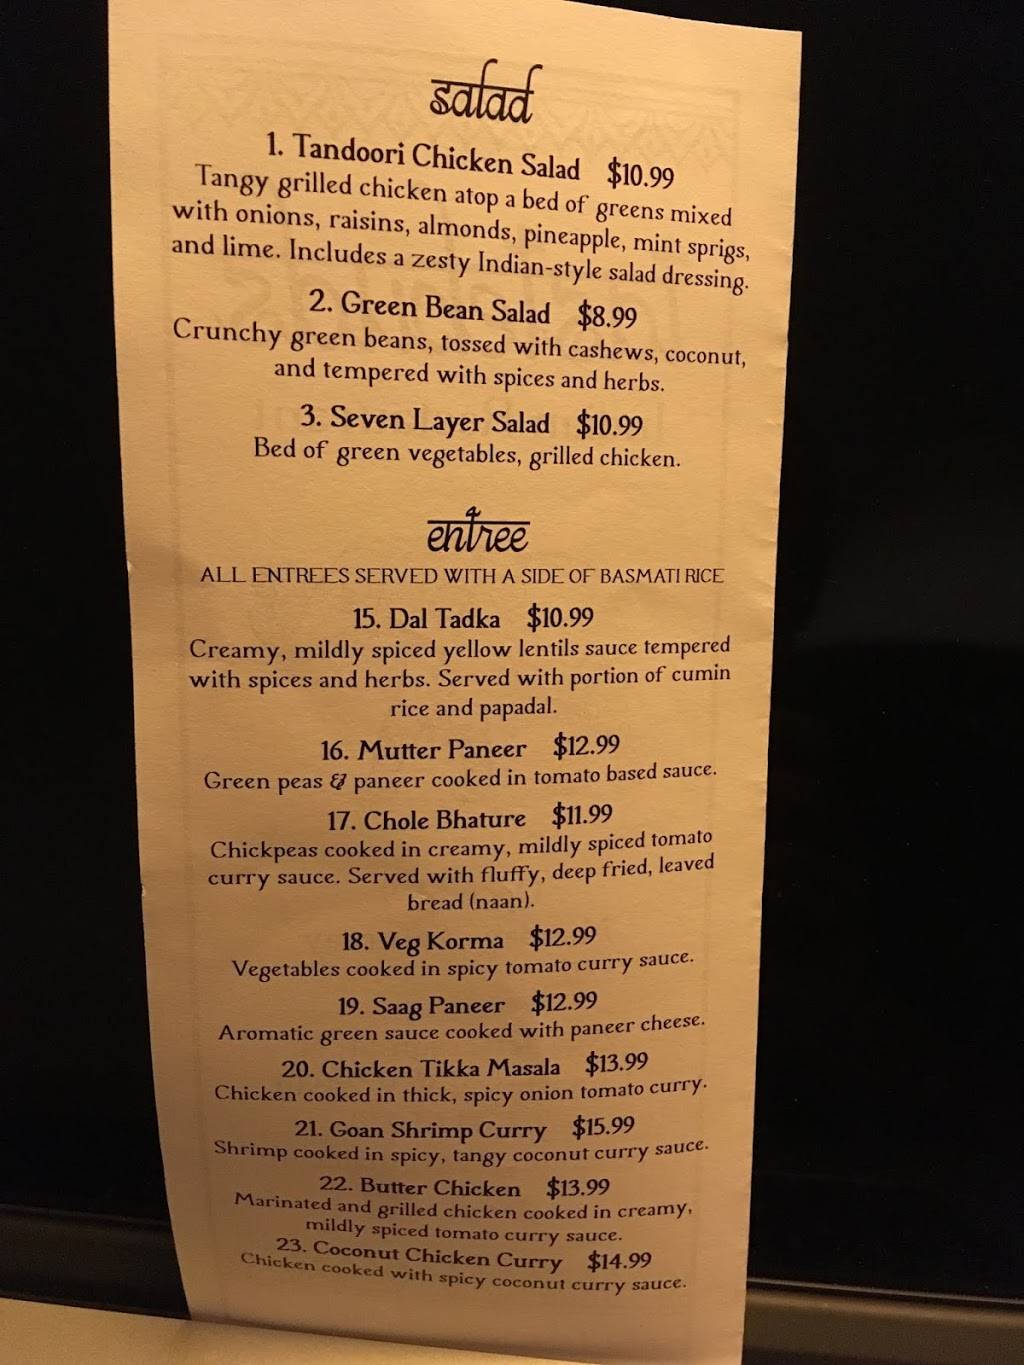 salad
1. Tandoori Chicken Salad $10.99
Tangy grilled chicken atop a bed of greens mixed
with onions, raisins, almonds, pineapple, mint sprigs,
and lime. Includes a zesty Indian-style salad dressing.
2. Green Bean Salad $8.99
Crunchy green beans, tossed with cashews, coconut,
and tempered with spices and herbs.
3. Seven Layer Salad $10.99
Bed of green vegetables, grilled chicken.
entree
ALL ENTREES SERVED WITH A SIDE OF BASMATI RICE
15. Dal Tadka $10.99
Creamy, mildly spiced yellow lentils sauce tempered
with spices and herbs. Served with portion of cumin
rice and papadal.
16. Mutter Paneer $12.99
Green peas & paneer cooked in tomato based sauce.
17. Chole Bhature $11.99
Chickpeas cooked in creamy, mildly spiced tomato
curry sauce. Served with fluffy, deep fried, leaved
bread (naan).
18. Veg Korma $12.99
Vegetables cooked in spicy tomato curry sauce.
19. Saag Paneer $12.99
Aromatic green sauce cooked with paneer cheese.
20. Chicken Tikka Masala $13.99
Chicken cooked in thick, spicy onion tomato curry.
21. Goan Shrimp Curry $15.99
Shrimp cooked in spicy, tangy coconut curry sauce.
22. Butter Chicken $13.99
Marinated and grilled chicken cooked in creamy,
mildly spiced tomato curry sauce.
23. Coconut Chicken Curry $14.99
Chicken cooked with spicy coconut curry sauce.